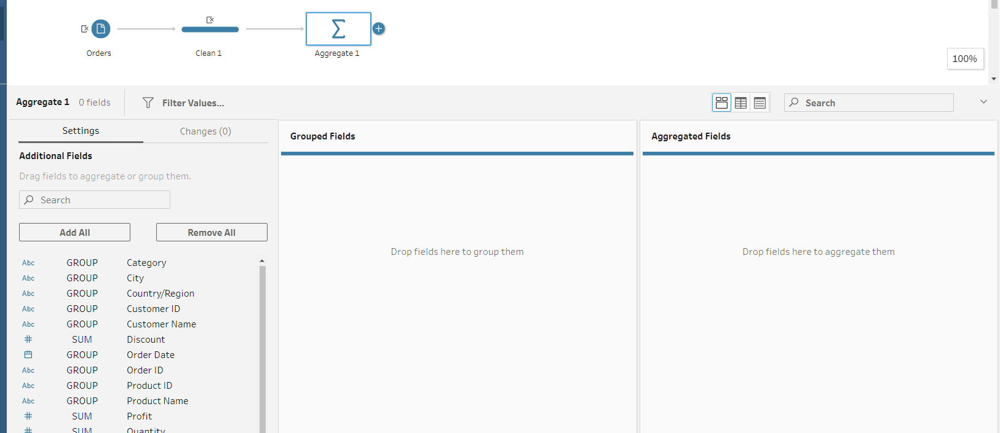 Orders
Clean 1
Aggregate 1
100%
Aggregate 1 0 fields Filter Values... Search
Settings Changes (0)
Grouped Fields Aggregated Fields
Additional Fields
Drag fields to aggregate or group them.
Search
Add All Remove All
Drop fields here to group them Drop fields here to aggregate them
Abc GROUP Category
Abc GROUP City
Abc GROUP Country/Region
Abc GROUP Customer ID
Abc GROUP Customer Name
# SUM Discount
GROUP Order Date
Abc GROUP Order ID
Abc GROUP Product ID
Abc GROUP Product Name
# SUM Profit
# SUM Quantity